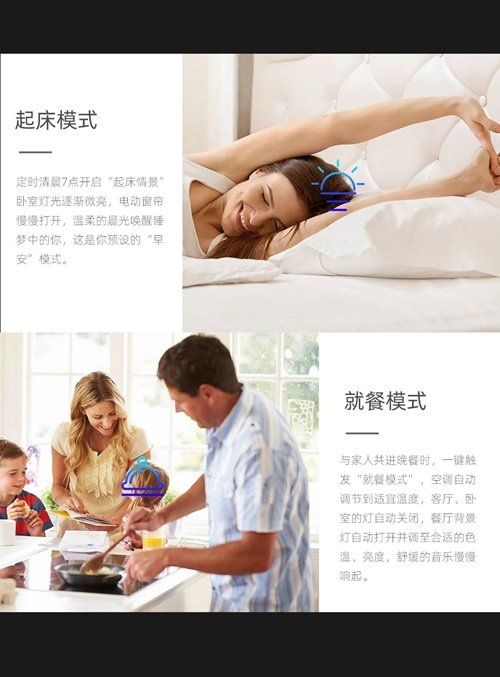 起床模式
定时清晨7点开启“起床情景”
卧室灯光逐渐微亮，电动窗帘
慢慢打开，温柔的晨光唤醒睡
梦中的你，这是你预设的“早
安”模式。
就餐模式
与家人共进晚餐时，一键触
发“就餐模式”，空调自动
调节到适宜温度，客厅、卧
室的灯自动关闭，餐厅背景
灯自动打开并调至合适的色
温、亮度，舒缓的音乐慢慢
响起。